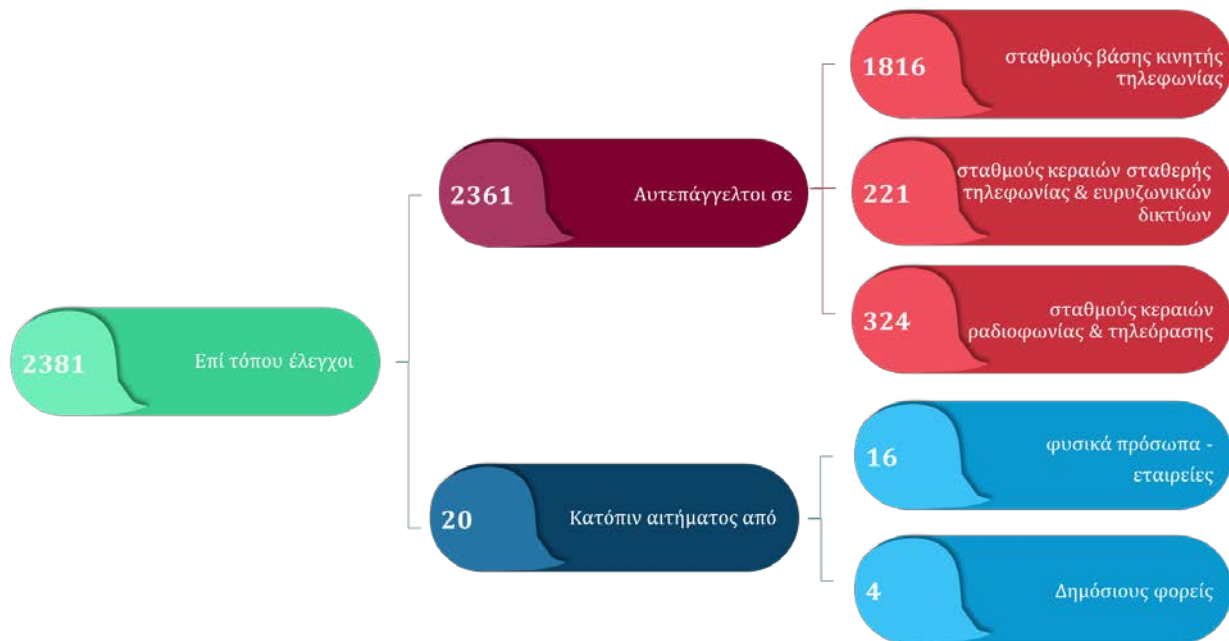 1816
σταθμούς βάσης κινητής
τηλεφωνίας
2361
Αυτεπάγγελτοι σε
221
σταθμούς κεραιών σταθερής
τηλεφωνίας & ευρυζωνικών
δικτύων
324
σταθμούς κεραιών
ραδιοφωνίας & τηλεόρασης
2381
Επί τόπου έλεγχοι
16
φυσικά πρόσωπα -
εταιρείες
20
Κατόπιν αιτήματος από
4
Δημόσιους φορείς